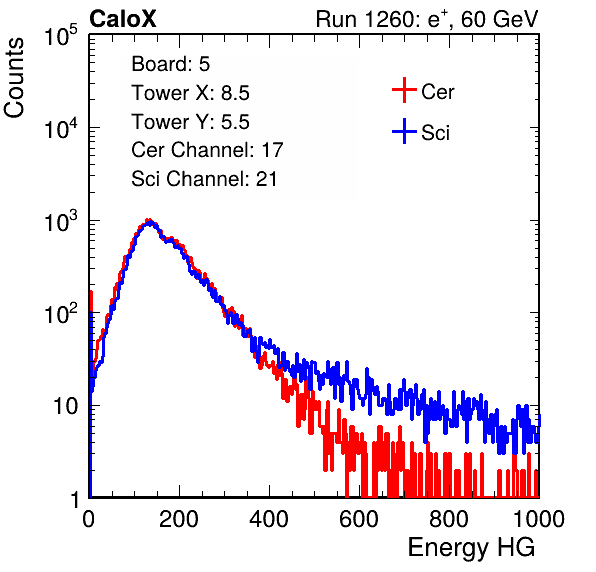 CaloX Run 1260: e+, 60 GeV
Counts
Board: 5
Tower X: 8.5
Tower Y: 5.5
Cer Channel: 17
Sci Channel: 21
Cer
Sci
10^5
10^4
10^3
10^2
10
1
0 200 400 600 800 1000
Energy HG